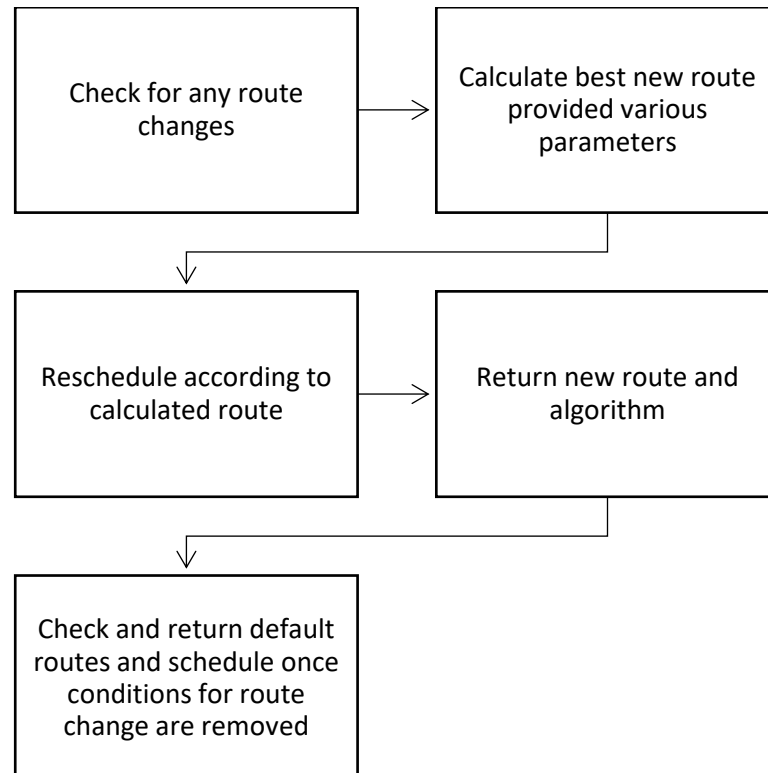 Check for any route
changes
Calculate best new route
provided various
parameters
Reschedule according to
calculated route
Return new route and
algorithm
Check and return default
routes and schedule once
conditions for route
change are removed